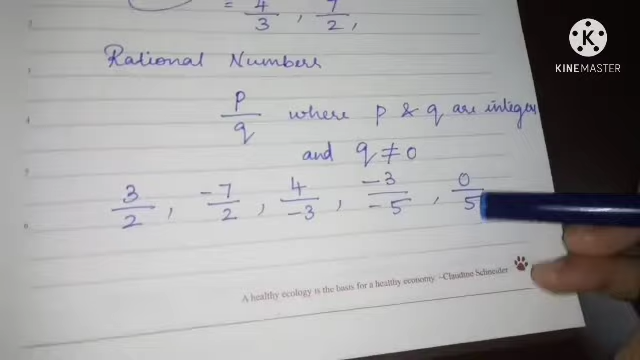 = 4/3 , 7/2 ,
KINEMASTER
Rational Numbers
p/q where p & q are integers
and q ≠ 0
3/2 , -7/2 , 4/-3 , -3/-5 , 0/5
A healthy ecology is the basis for a healthy economy. ~Claudine Schneider